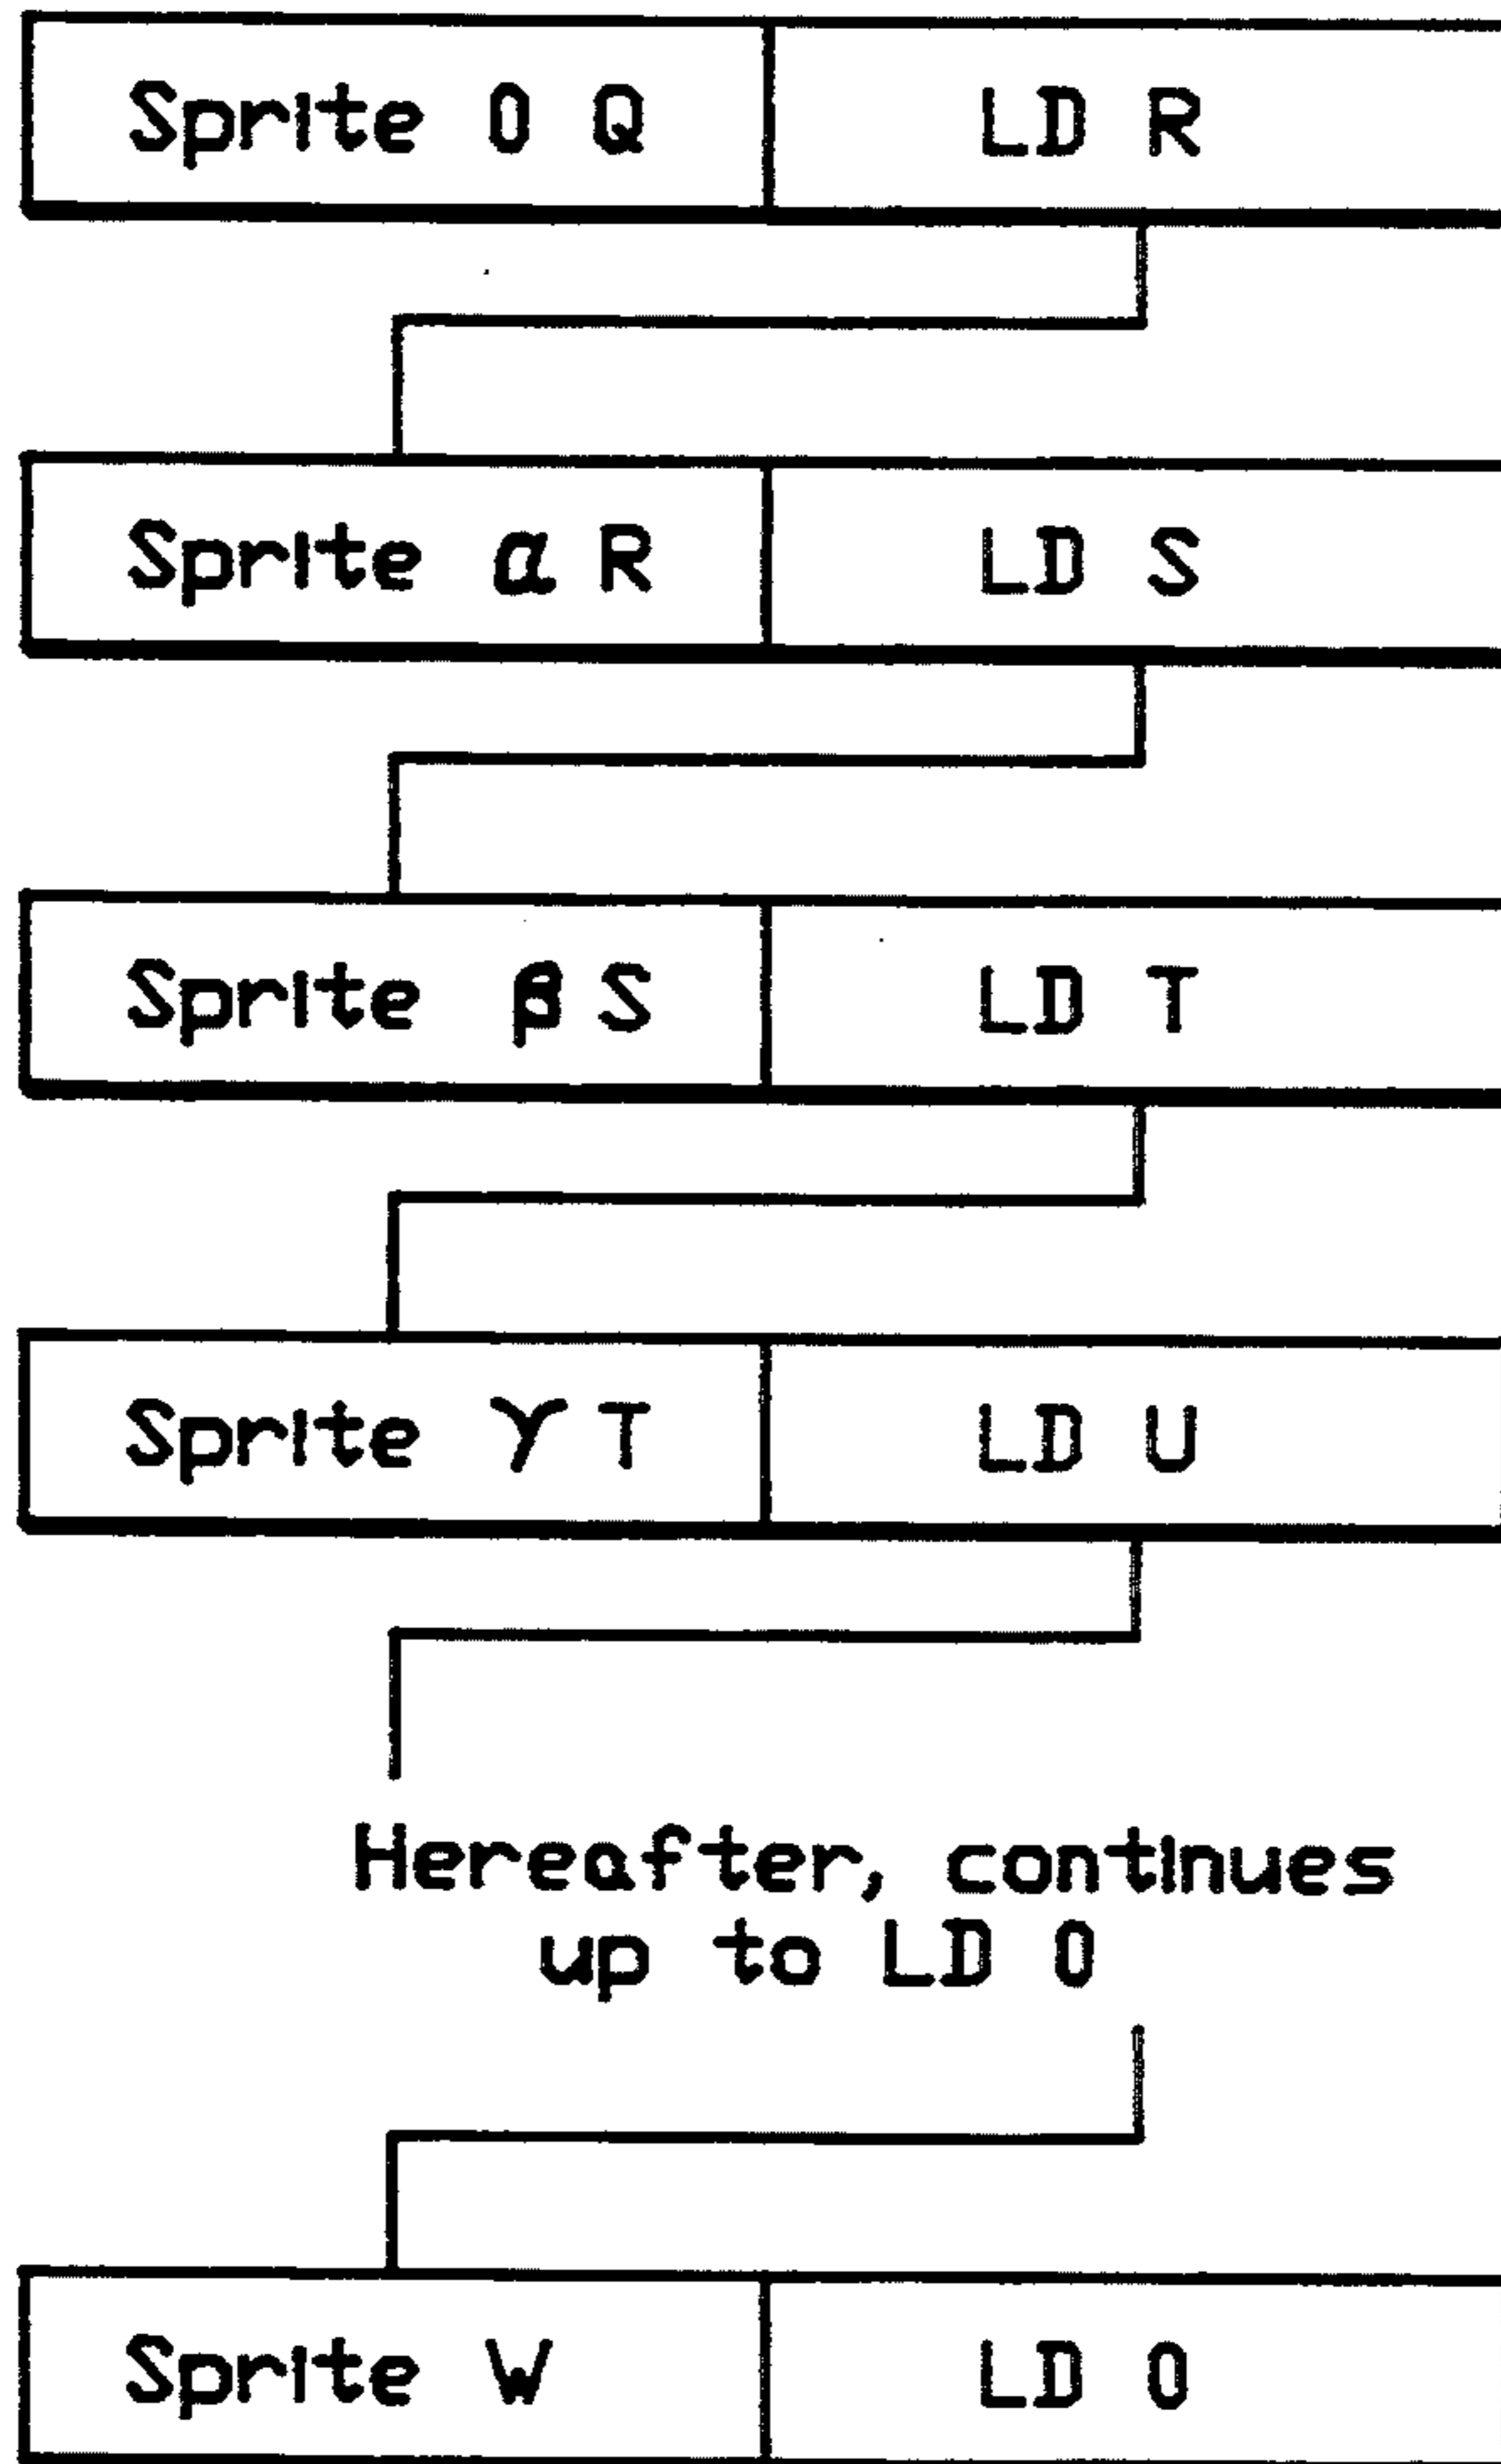 Sprite 0 Q LD R
Sprite α R LD S
Sprite β S LD T
Sprite γ T LD U
Hereafter, continues
up to LD 0
Sprite W LD 0